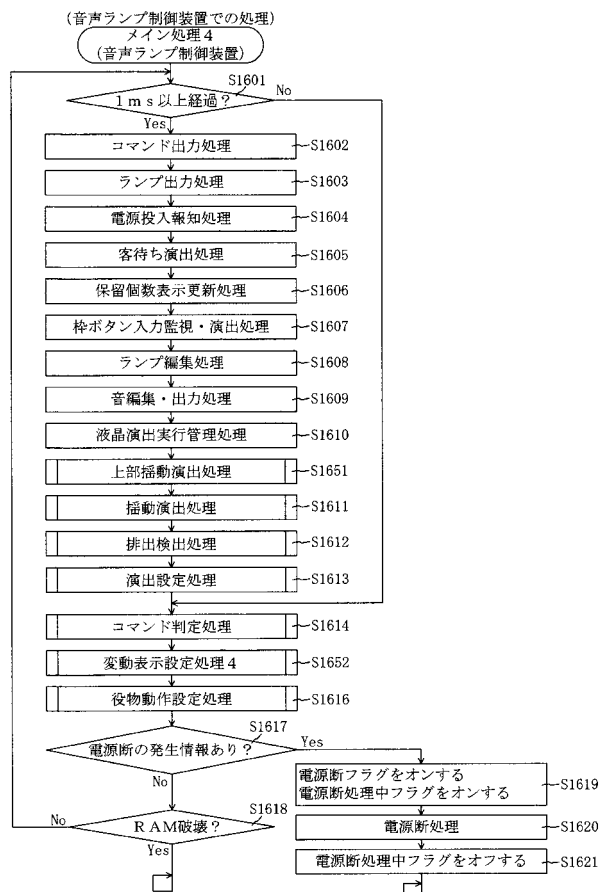 (音声ランプ制御装置での処理)
メイン処理4
(音声ランプ制御装置)
S1601
1ms以上経過?
No
Yes
コマンド出力処理
S1602
ランプ出力処理
S1603
電源投入報知処理
S1604
客待ち演出処理
S1605
保留個数表示更新処理
S1606
枠ボタン入力監視・演出処理
S1607
ランプ編集処理
S1608
音編集・出力処理
S1609
液晶演出実行管理処理
S1610
上部揺動演出処理
S1651
揺動演出処理
S1611
排出検出処理
S1612
演出設定処理
S1613
コマンド判定処理
S1614
変動表示設定処理4
S1652
役物動作設定処理
S1616
S1617
電源断の発生情報あり?
Yes
No
電源断フラグをオンする
電源断処理中フラグをオンする
S1619
S1618
RAM破壊?
No
Yes
電源断処理
S1620
電源断処理中フラグをオフする
S1621